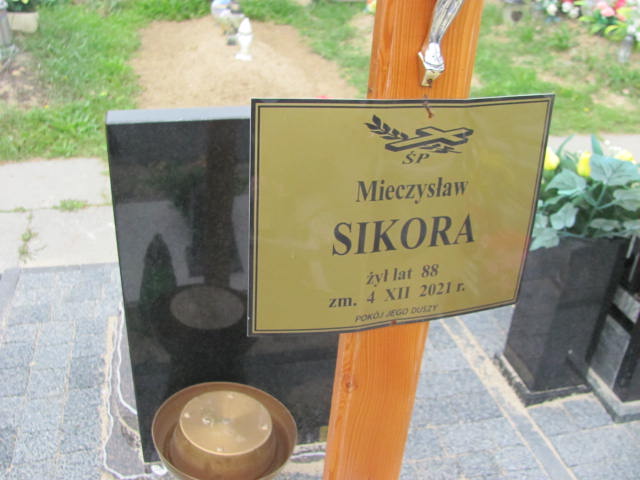 ŚP
Mieczysław
SIKORA
żył lat 88
zm. 4 XII 2021 r.
POKÓJ JEGO DUSZY